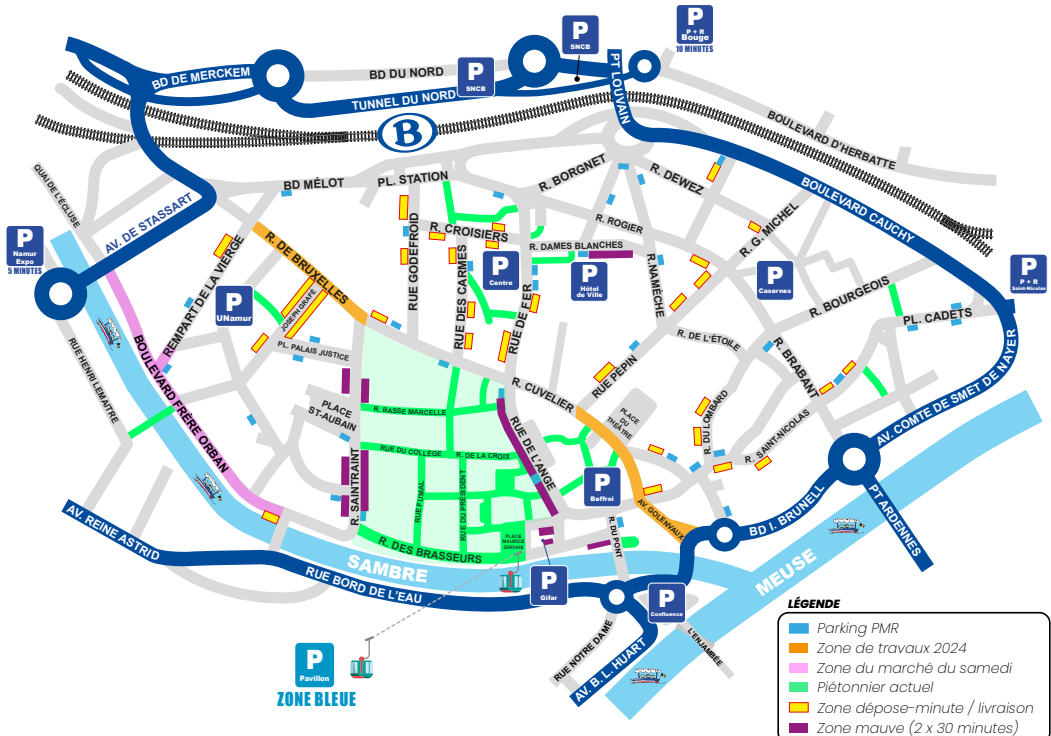 P
P + R
Bouge
10 MINUTES
P
SNCB
BD DE MERCKEM
BD DU NORD
P
SNCB
TUNNEL DU NORD
PT LOUVAIN
B
BOULEVARD D'HERBATTE
QUAI DE L'ÉCLUSE
BD MÉLOT
PL. STATION
R. BORGNET
R. DEWEZ
BOULEVARD CAUCHY
AV. DE STASSART
P
Namur
Expo
5 MINUTES
REMPART DE LA VIERGE
R. DE BRUXELLES
RUE GODEFROID
R. CROISIERS
R. ROGIER
R. DAMES BLANCHES
R. G. MICHEL
P
Centre
P
Hôtel
de Ville
R.NAMÈCHE
P
Casernes
P
P + R
Saint-Nicolas
P
UNamur
JOSEPH GRAFÉ
RUE DES CARMES
RUE DE FER
R. BOURGEOIS
PL. CADETS
PL. PALAIS JUSTICE
R. DE L'ÉTOILE
R. BRABANT
RUE HENRI LEMAITRE
BOULEVARD FRÈRE ORBAN
R. CUVELIER
RUE PÉPIN
AV. COMTE DE SMET DE NAYER
PLACE
ST-AUBAIN
R. BASSE MARCELLE
RUE DE L'ANGE
PLACE
DU
THÉÂTRE
R. DU LOMBARD
R. SAINT-NICOLAS
RUE DU COLLÈGE
R. DE LA CROIX
R. SAINTRAINT
RUE FUMAL
RUE DU PRÉSIDENT
P
Beffroi
AV. GOLENVAUX
BD I. BRUNELL
PT ARDENNES
AV. REINE ASTRID
R. DES BRASSEURS
PLACE
MAURICE
SERVAIS
R. DU PONT
SAMBRE
RUE BORD DE L'EAU
P
Gifar
P
Confluence
MEUSE
RUE NOTRE DAME
AV. B. L. HUART
L'ENJAMBÉE
P
Pavillon
ZONE BLEUE
LÉGENDE
Parking PMR
Zone de travaux 2024
Zone du marché du samedi
Piétonnier actuel
Zone dépose-minute / livraison
Zone mauve (2 x 30 minutes)